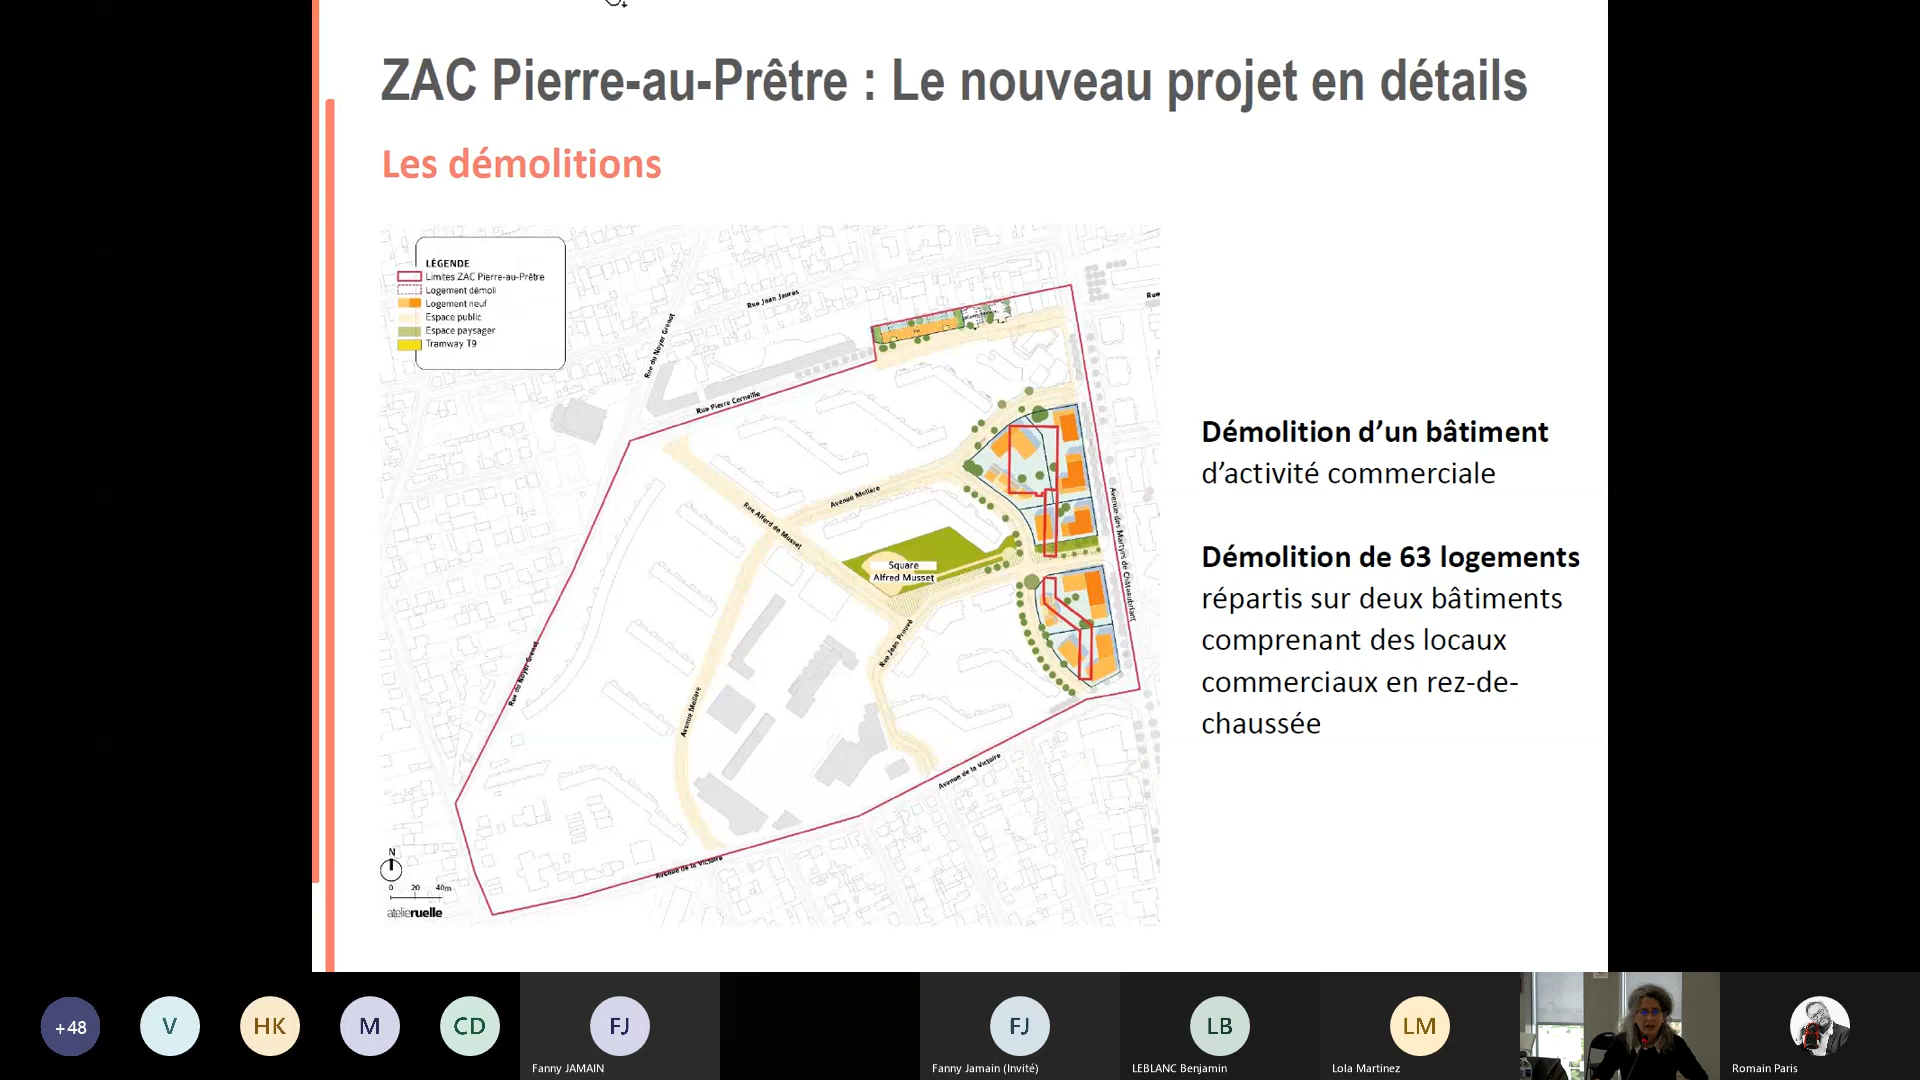 ZAC Pierre-au-Prêtre : Le nouveau projet en détails
Les démolitions
LÉGENDE
Limites ZAC Pierre-au-Prêtre
Logement démoli
Logement neuf
Espace public
Espace paysager
Tramway T9
Rue Jean Jaurès
Rue
Rue du Noyer Grenot
Rue Pierre Corneille
Avenue Molière
Rue Alferd de Musset
Square
Alfred Musset
Avenue des Martyrs de Châteaubriant
Rue Jean Prouvé
Rue du Noyer Grenot
Avenue Molière
Avenue de la Victoire
Avenue de la Victoire
N
0 20 40m
atelierruelle
Démolition d’un bâtiment
d’activité commerciale
Démolition de 63 logements
répartis sur deux bâtiments
comprenant des locaux
commerciaux en rez-de-
chaussée
+48
V
HK
M
CD
FJ
Fanny JAMAIN
FJ
Fanny Jamain (Invité)
LB
LEBLANC Benjamin
LM
Lola Martinez
Romain Paris